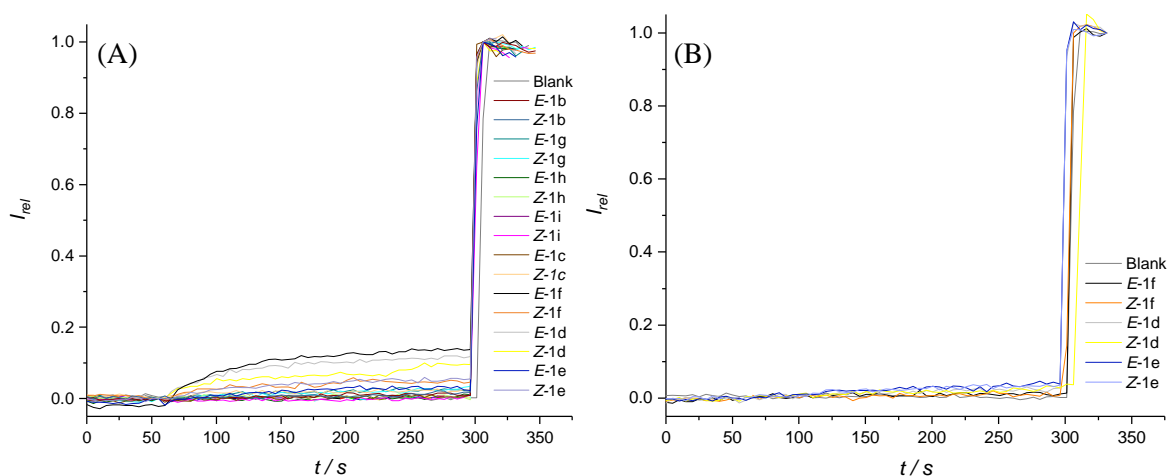 (A)
I_rel
1.0
0.8
0.6
0.4
0.2
0.0
0
50
100
150
200
250
300
350
t / s
Blank
E-1b
Z-1b
E-1g
Z-1g
E-1h
Z-1h
E-1i
Z-1i
E-1c
Z-1c
E-1f
Z-1f
E-1d
Z-1d
E-1e
Z-1e
(B)
I_rel
1.0
0.8
0.6
0.4
0.2
0.0
0
50
100
150
200
250
300
350
t / s
Blank
E-1f
Z-1f
E-1d
Z-1d
E-1e
Z-1e